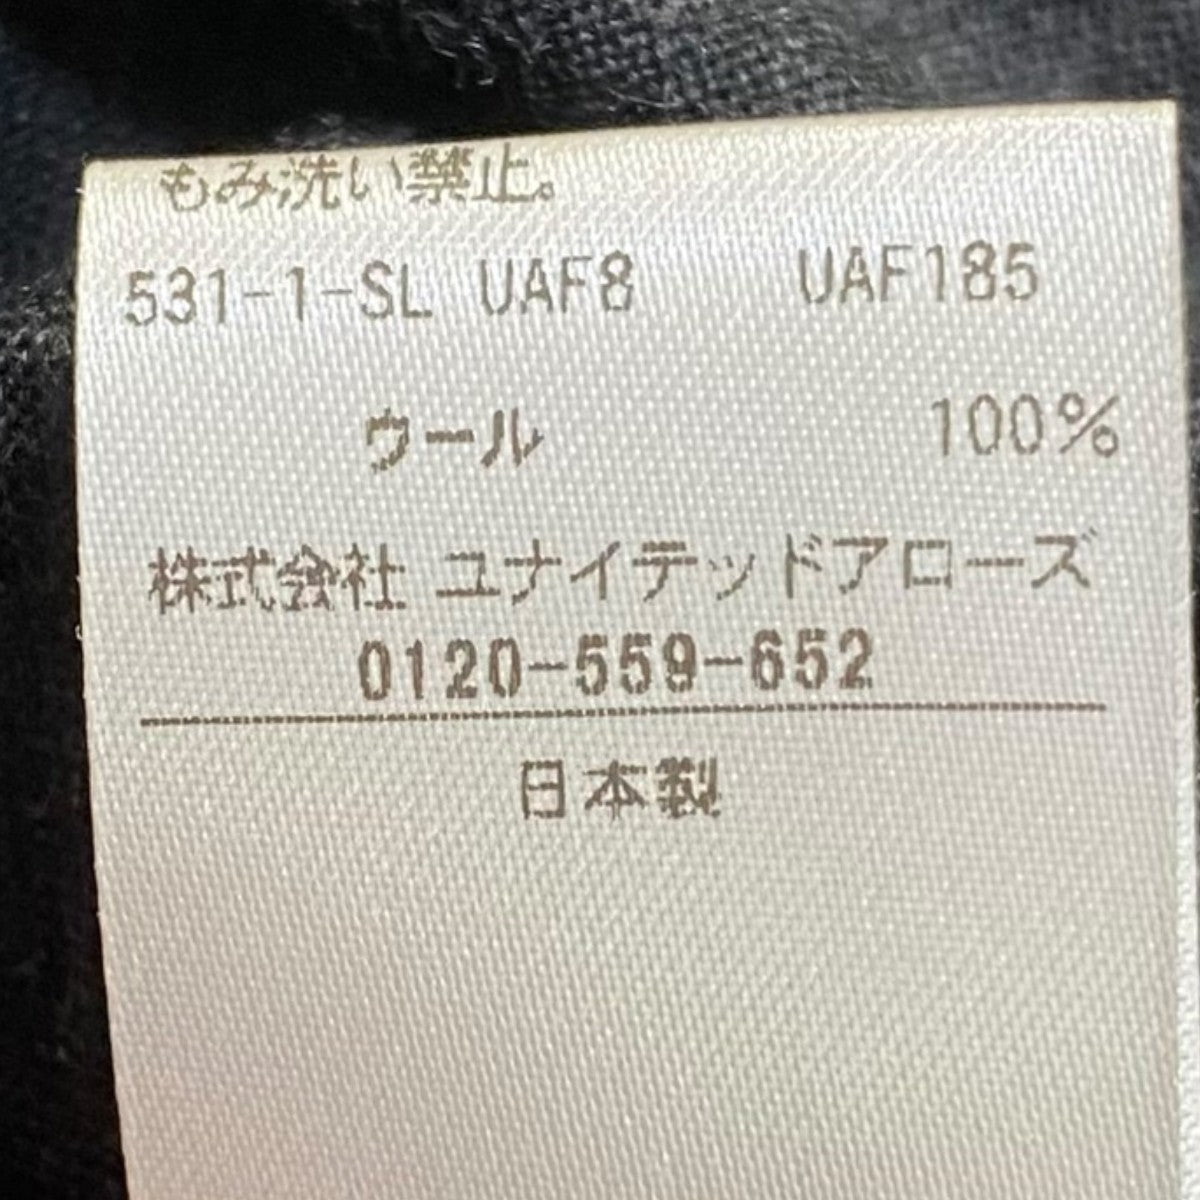 もみ洗い禁止。
531-1-SL UAF8 UAF185
ウール 100%
株式会社 ユナイテッドアローズ
0120-559-652
日本製